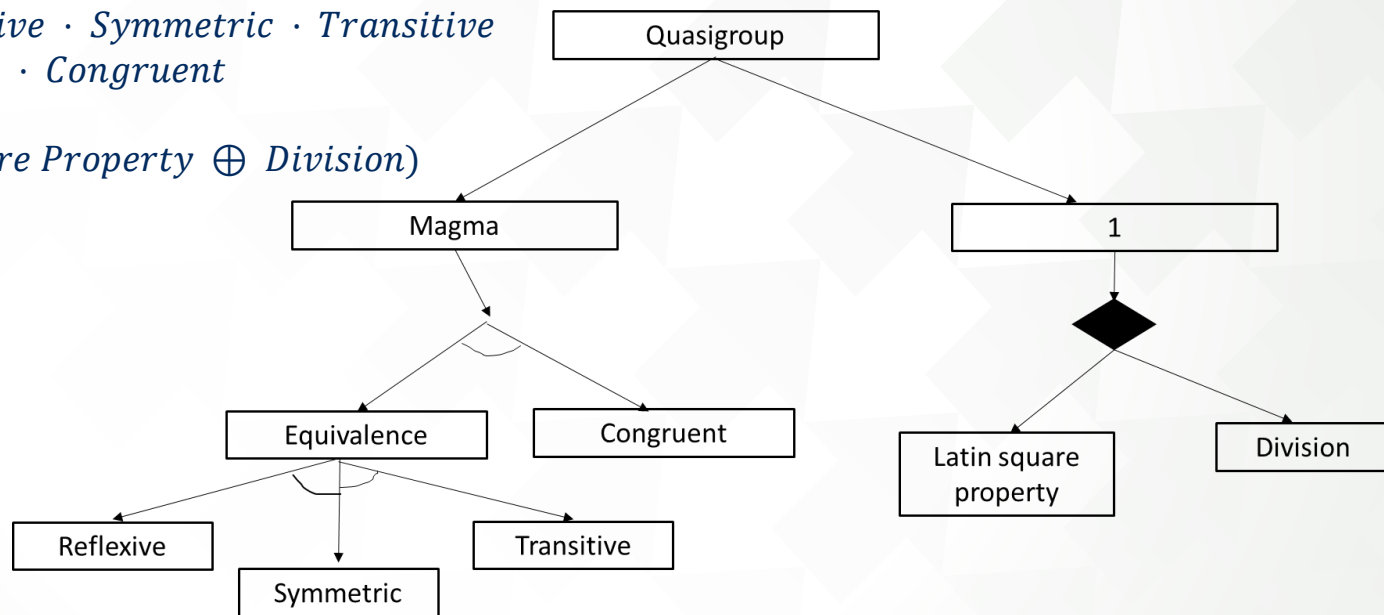 ive · Symmetric · Transitive
· Congruent
re Property ⊕ Division)
Quasigroup
Magma
1
Equivalence
Congruent
Latin square
property
Division
Reflexive
Transitive
Symmetric